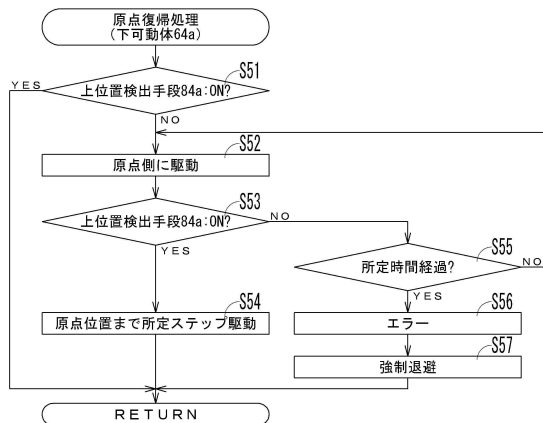 原点復帰処理
(下可動体64a)
S51
YES
上位置検出手段84a:ON?
NO
S52
原点側に駆動
S53
上位置検出手段84a:ON?
NO
YES
S55
所定時間経過?
NO
YES
S54
原点位置まで所定ステップ駆動
S56
エラー
S57
強制退避
RETURN